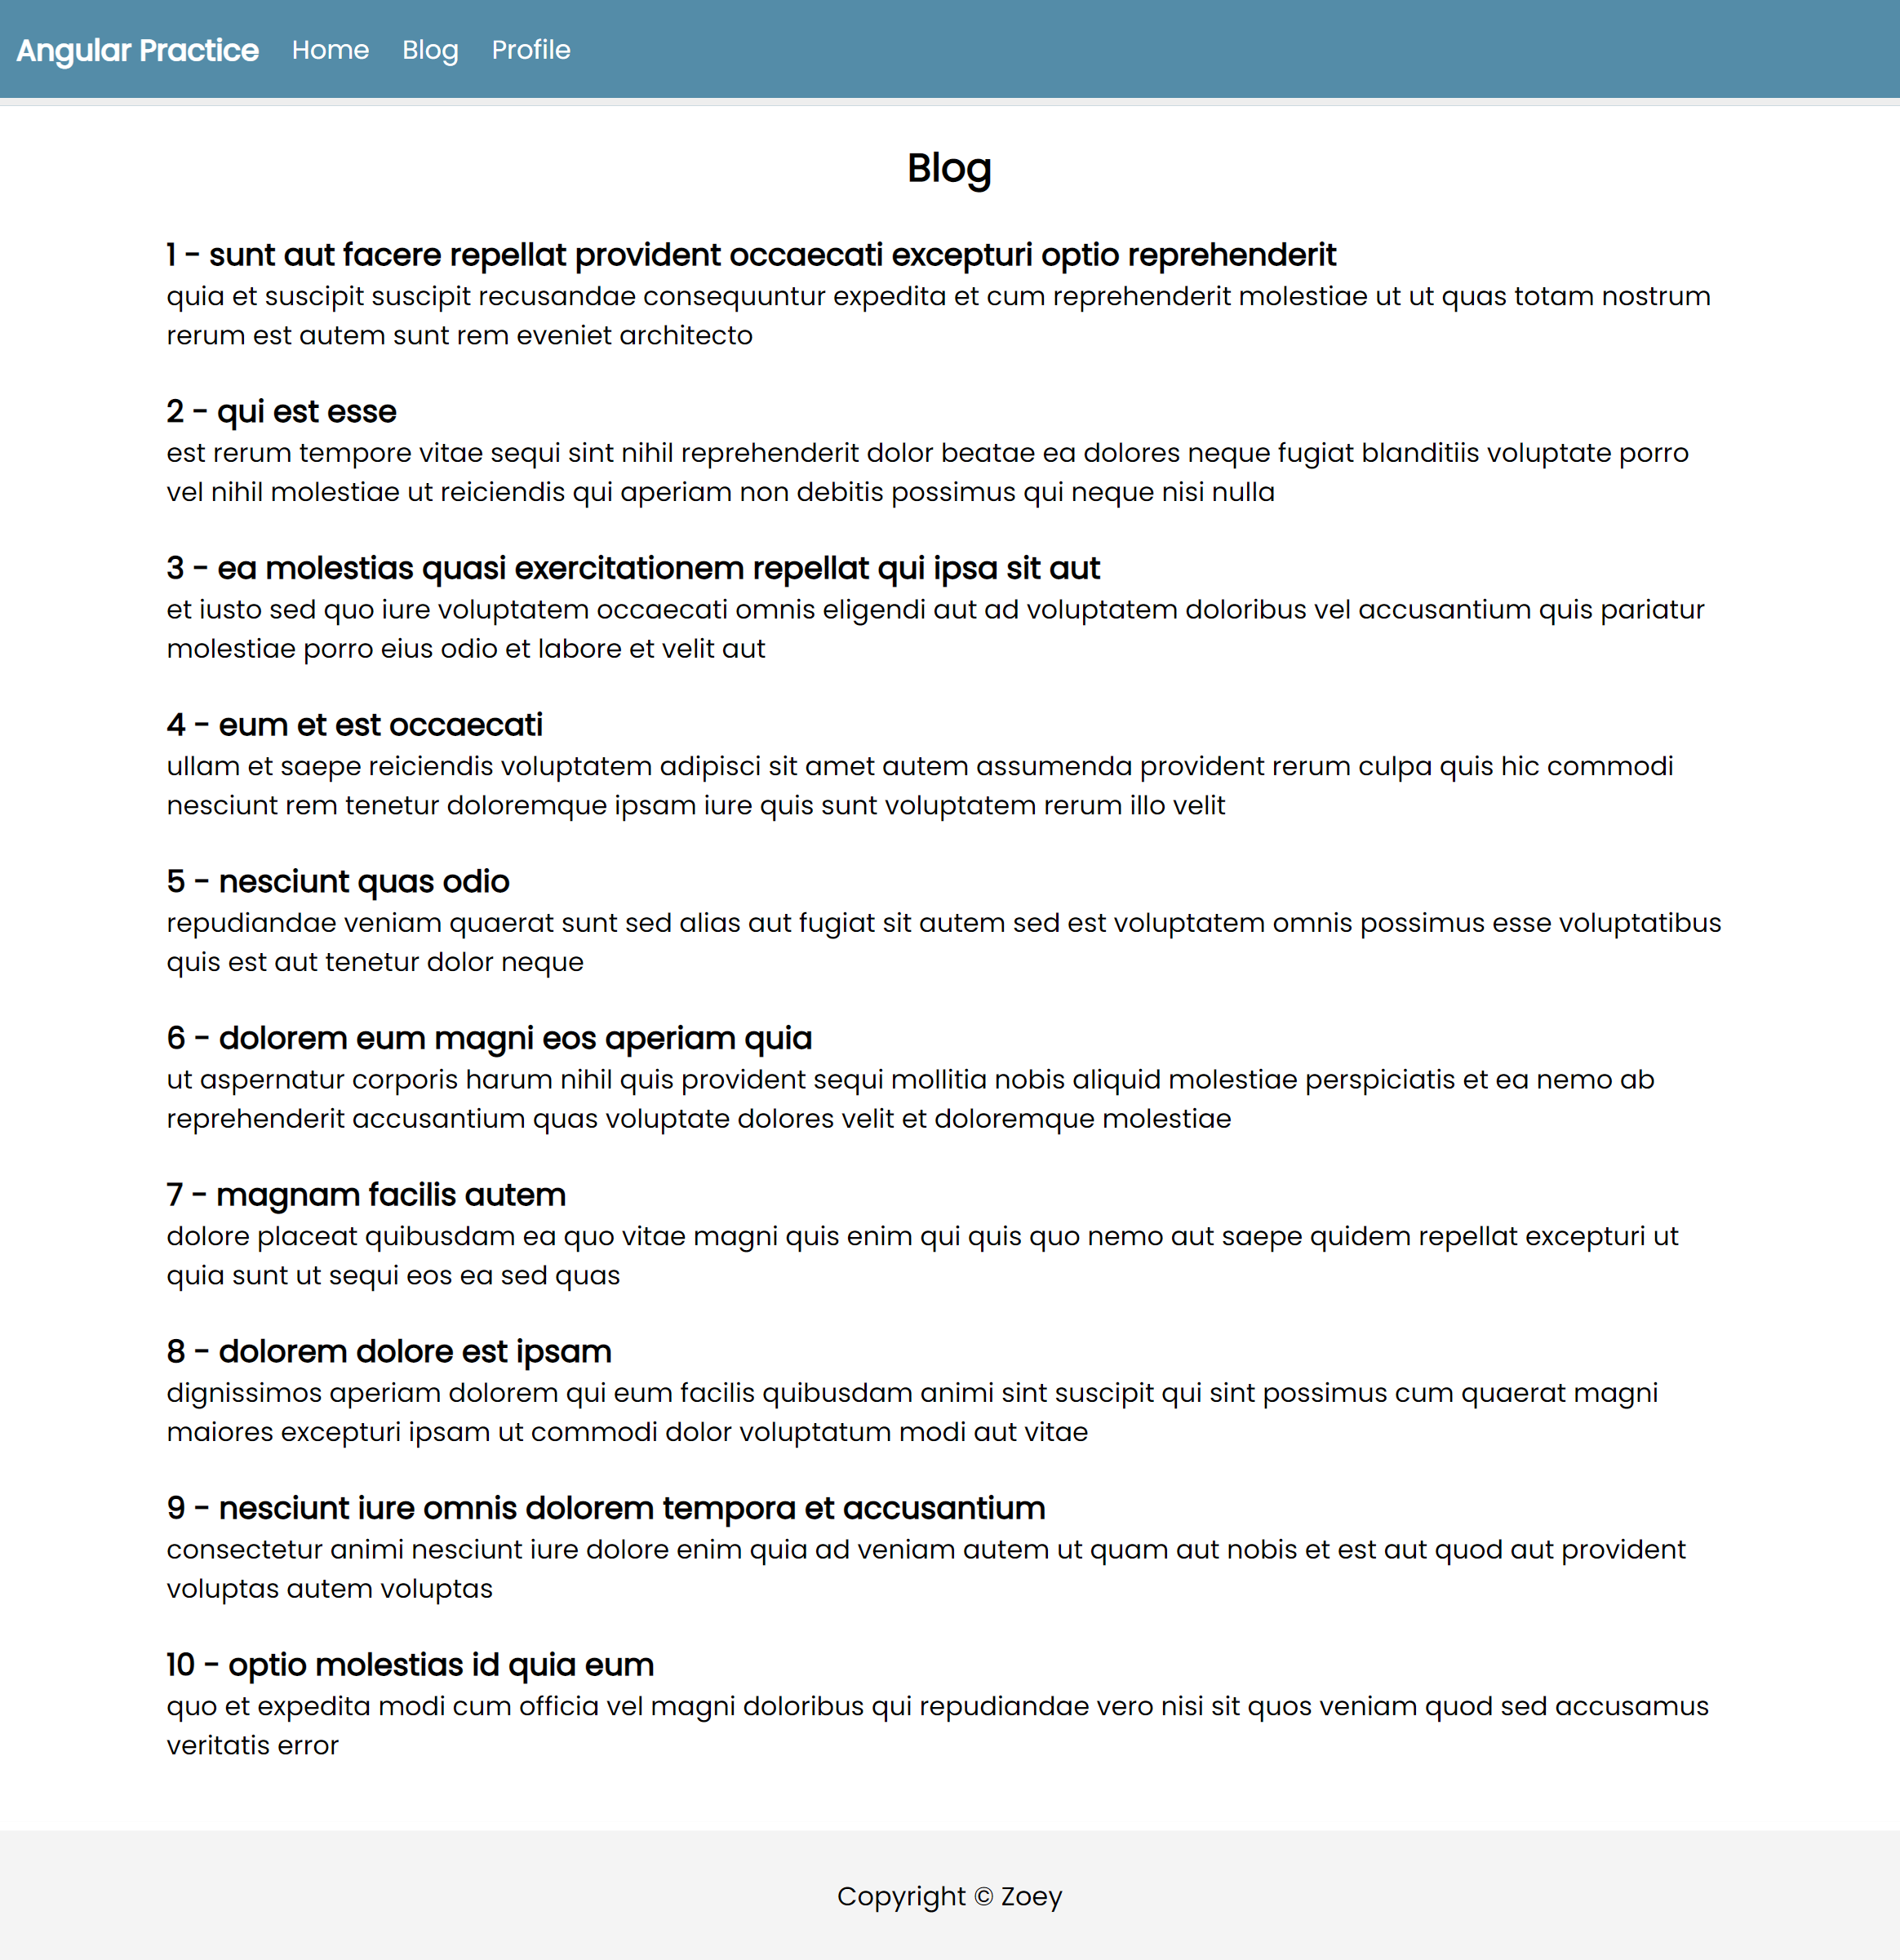 Angular Practice Home Blog Profile
Blog
1 - sunt aut facere repellat provident occaecati excepturi optio reprehenderit
quia et suscipit suscipit recusandae consequuntur expedita et cum reprehenderit molestiae ut ut quas totam nostrum
rerum est autem sunt rem eveniet architecto
2 - qui est esse
est rerum tempore vitae sequi sint nihil reprehenderit dolor beatae ea dolores neque fugiat blanditiis voluptate porro
vel nihil molestiae ut reiciendis qui aperiam non debitis possimus qui neque nisi nulla
3 - ea molestias quasi exercitationem repellat qui ipsa sit aut
et iusto sed quo iure voluptatem occaecati omnis eligendi aut ad voluptatem doloribus vel accusantium quis pariatur
molestiae porro eius odio et labore et velit aut
4 - eum et est occaecati
ullam et saepe reiciendis voluptatem adipisci sit amet autem assumenda provident rerum culpa quis hic commodi
nesciunt rem tenetur doloremque ipsam iure quis sunt voluptatem rerum illo velit
5 - nesciunt quas odio
repudiandae veniam quaerat sunt sed alias aut fugiat sit autem sed est voluptatem omnis possimus esse voluptatibus
quis est aut tenetur dolor neque
6 - dolorem eum magni eos aperiam quia
ut aspernatur corporis harum nihil quis provident sequi mollitia nobis aliquid molestiae perspiciatis et ea nemo ab
reprehenderit accusantium quas voluptate dolores velit et doloremque molestiae
7 - magnam facilis autem
dolore placeat quibusdam ea quo vitae magni quis enim qui quis quo nemo aut saepe quidem repellat excepturi ut
quia sunt ut sequi eos ea sed quas
8 - dolorem dolore est ipsam
dignissimos aperiam dolorem qui eum facilis quibusdam animi sint suscipit qui sint possimus cum quaerat magni
maiores excepturi ipsam ut commodi dolor voluptatum modi aut vitae
9 - nesciunt iure omnis dolorem tempora et accusantium
consectetur animi nesciunt iure dolore enim quia ad veniam autem ut quam aut nobis et est aut quod aut provident
voluptas autem voluptas
10 - optio molestias id quia eum
quo et expedita modi cum officia vel magni doloribus qui repudiandae vero nisi sit quos veniam quod sed accusamus
veritatis error
Copyright © Zoey